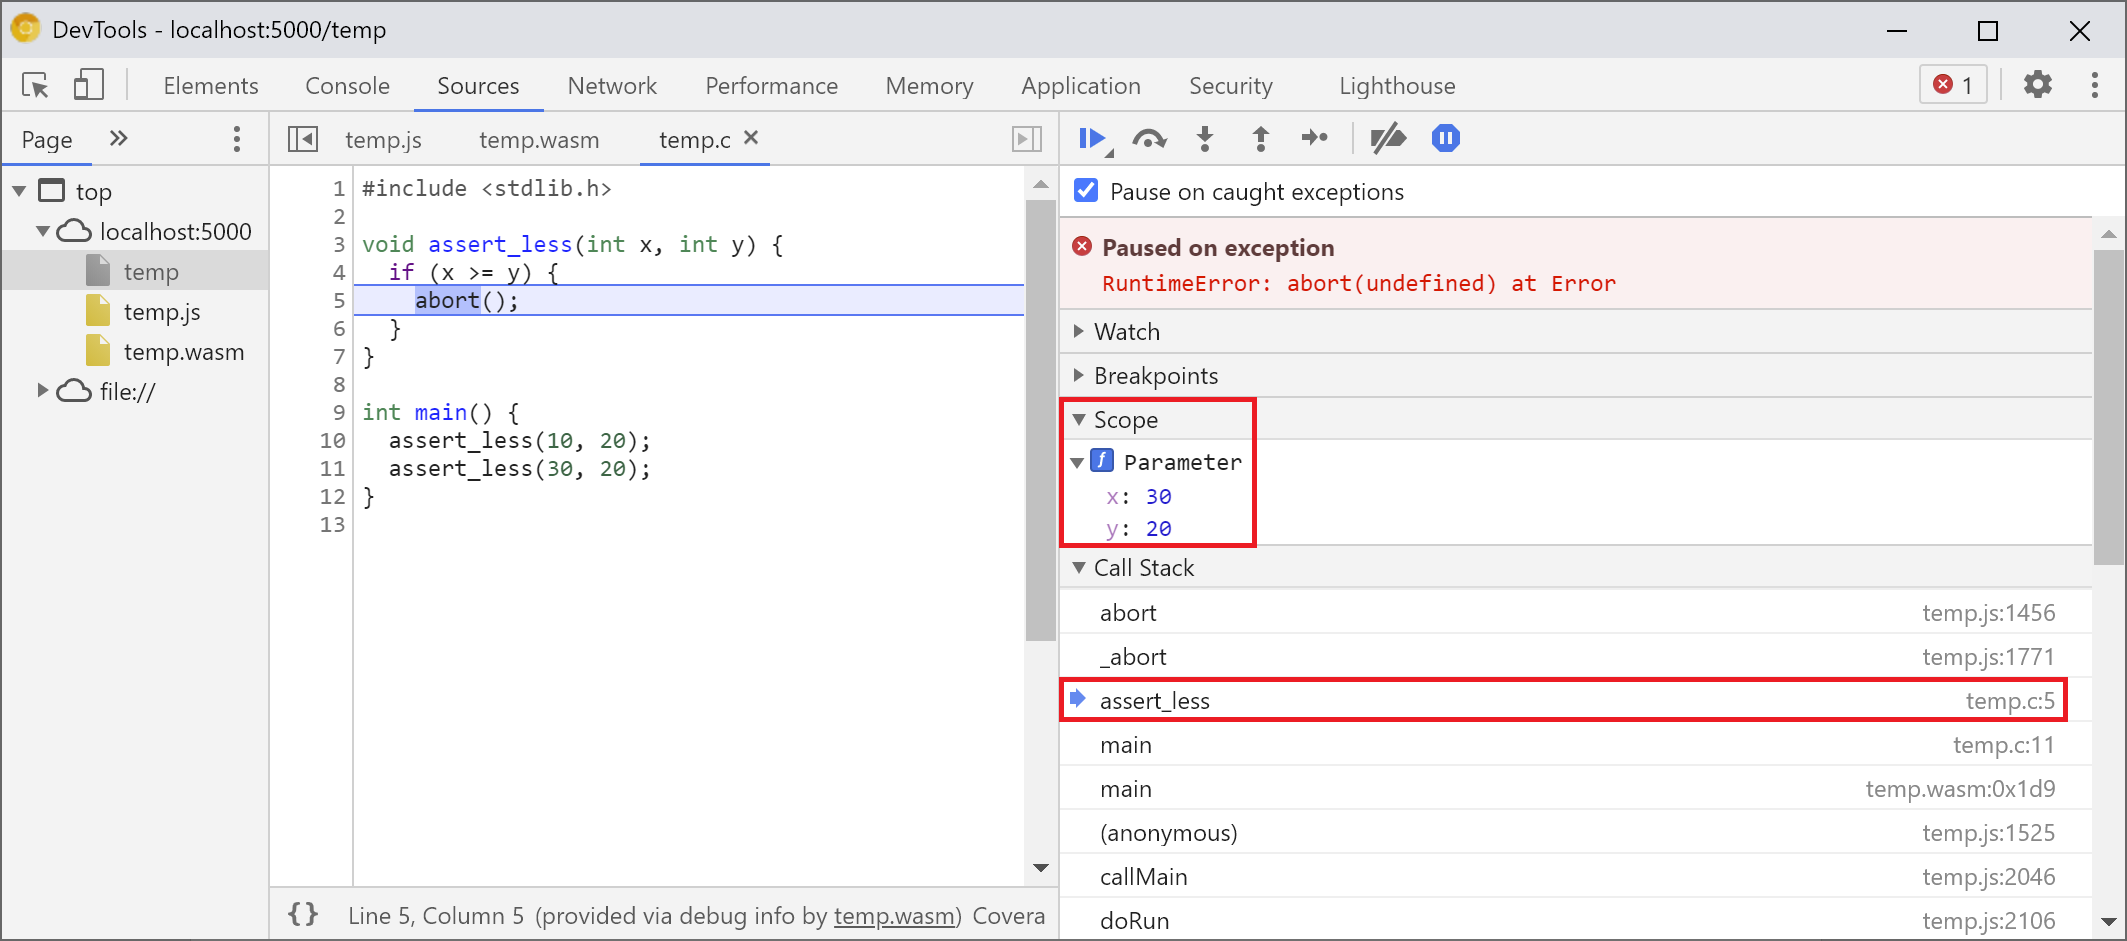 DevTools - localhost:5000/temp
Elements Console Sources Network Performance Memory Application Security Lighthouse 1
Page
top
localhost:5000
temp
temp.js
temp.wasm
file://
temp.js temp.wasm temp.c
1 #include <stdlib.h>
2
3 void assert_less(int x, int y) {
4 if (x >= y) {
5 abort();
6 }
7 }
8
9 int main() {
10 assert_less(10, 20);
11 assert_less(30, 20);
12 }
13
{} Line 5, Column 5 (provided via debug info by temp.wasm) Covera
Pause on caught exceptions
Paused on exception
RuntimeError: abort(undefined) at Error
Watch
Breakpoints
Scope
f Parameter
x: 30
y: 20
Call Stack
abort temp.js:1456
_abort temp.js:1771
assert_less temp.c:5
main temp.c:11
main temp.wasm:0x1d9
(anonymous) temp.js:1525
callMain temp.js:2046
doRun temp.js:2106